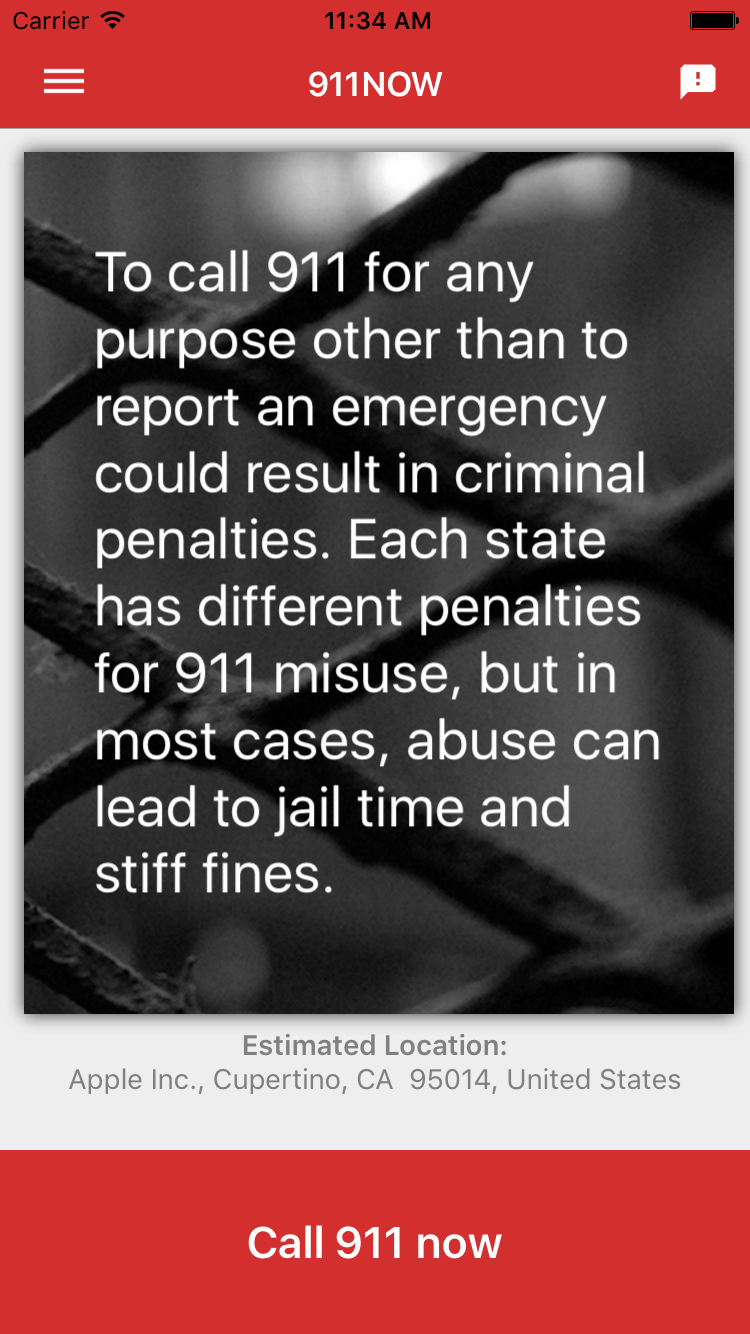 Carrier 11:34 AM
911NOW
To call 911 for any
purpose other than to
report an emergency
could result in criminal
penalties. Each state
has different penalties
for 911 misuse, but in
most cases, abuse can
lead to jail time and
stiff fines.
Estimated Location:
Apple Inc., Cupertino, CA  95014, United States
Call 911 now